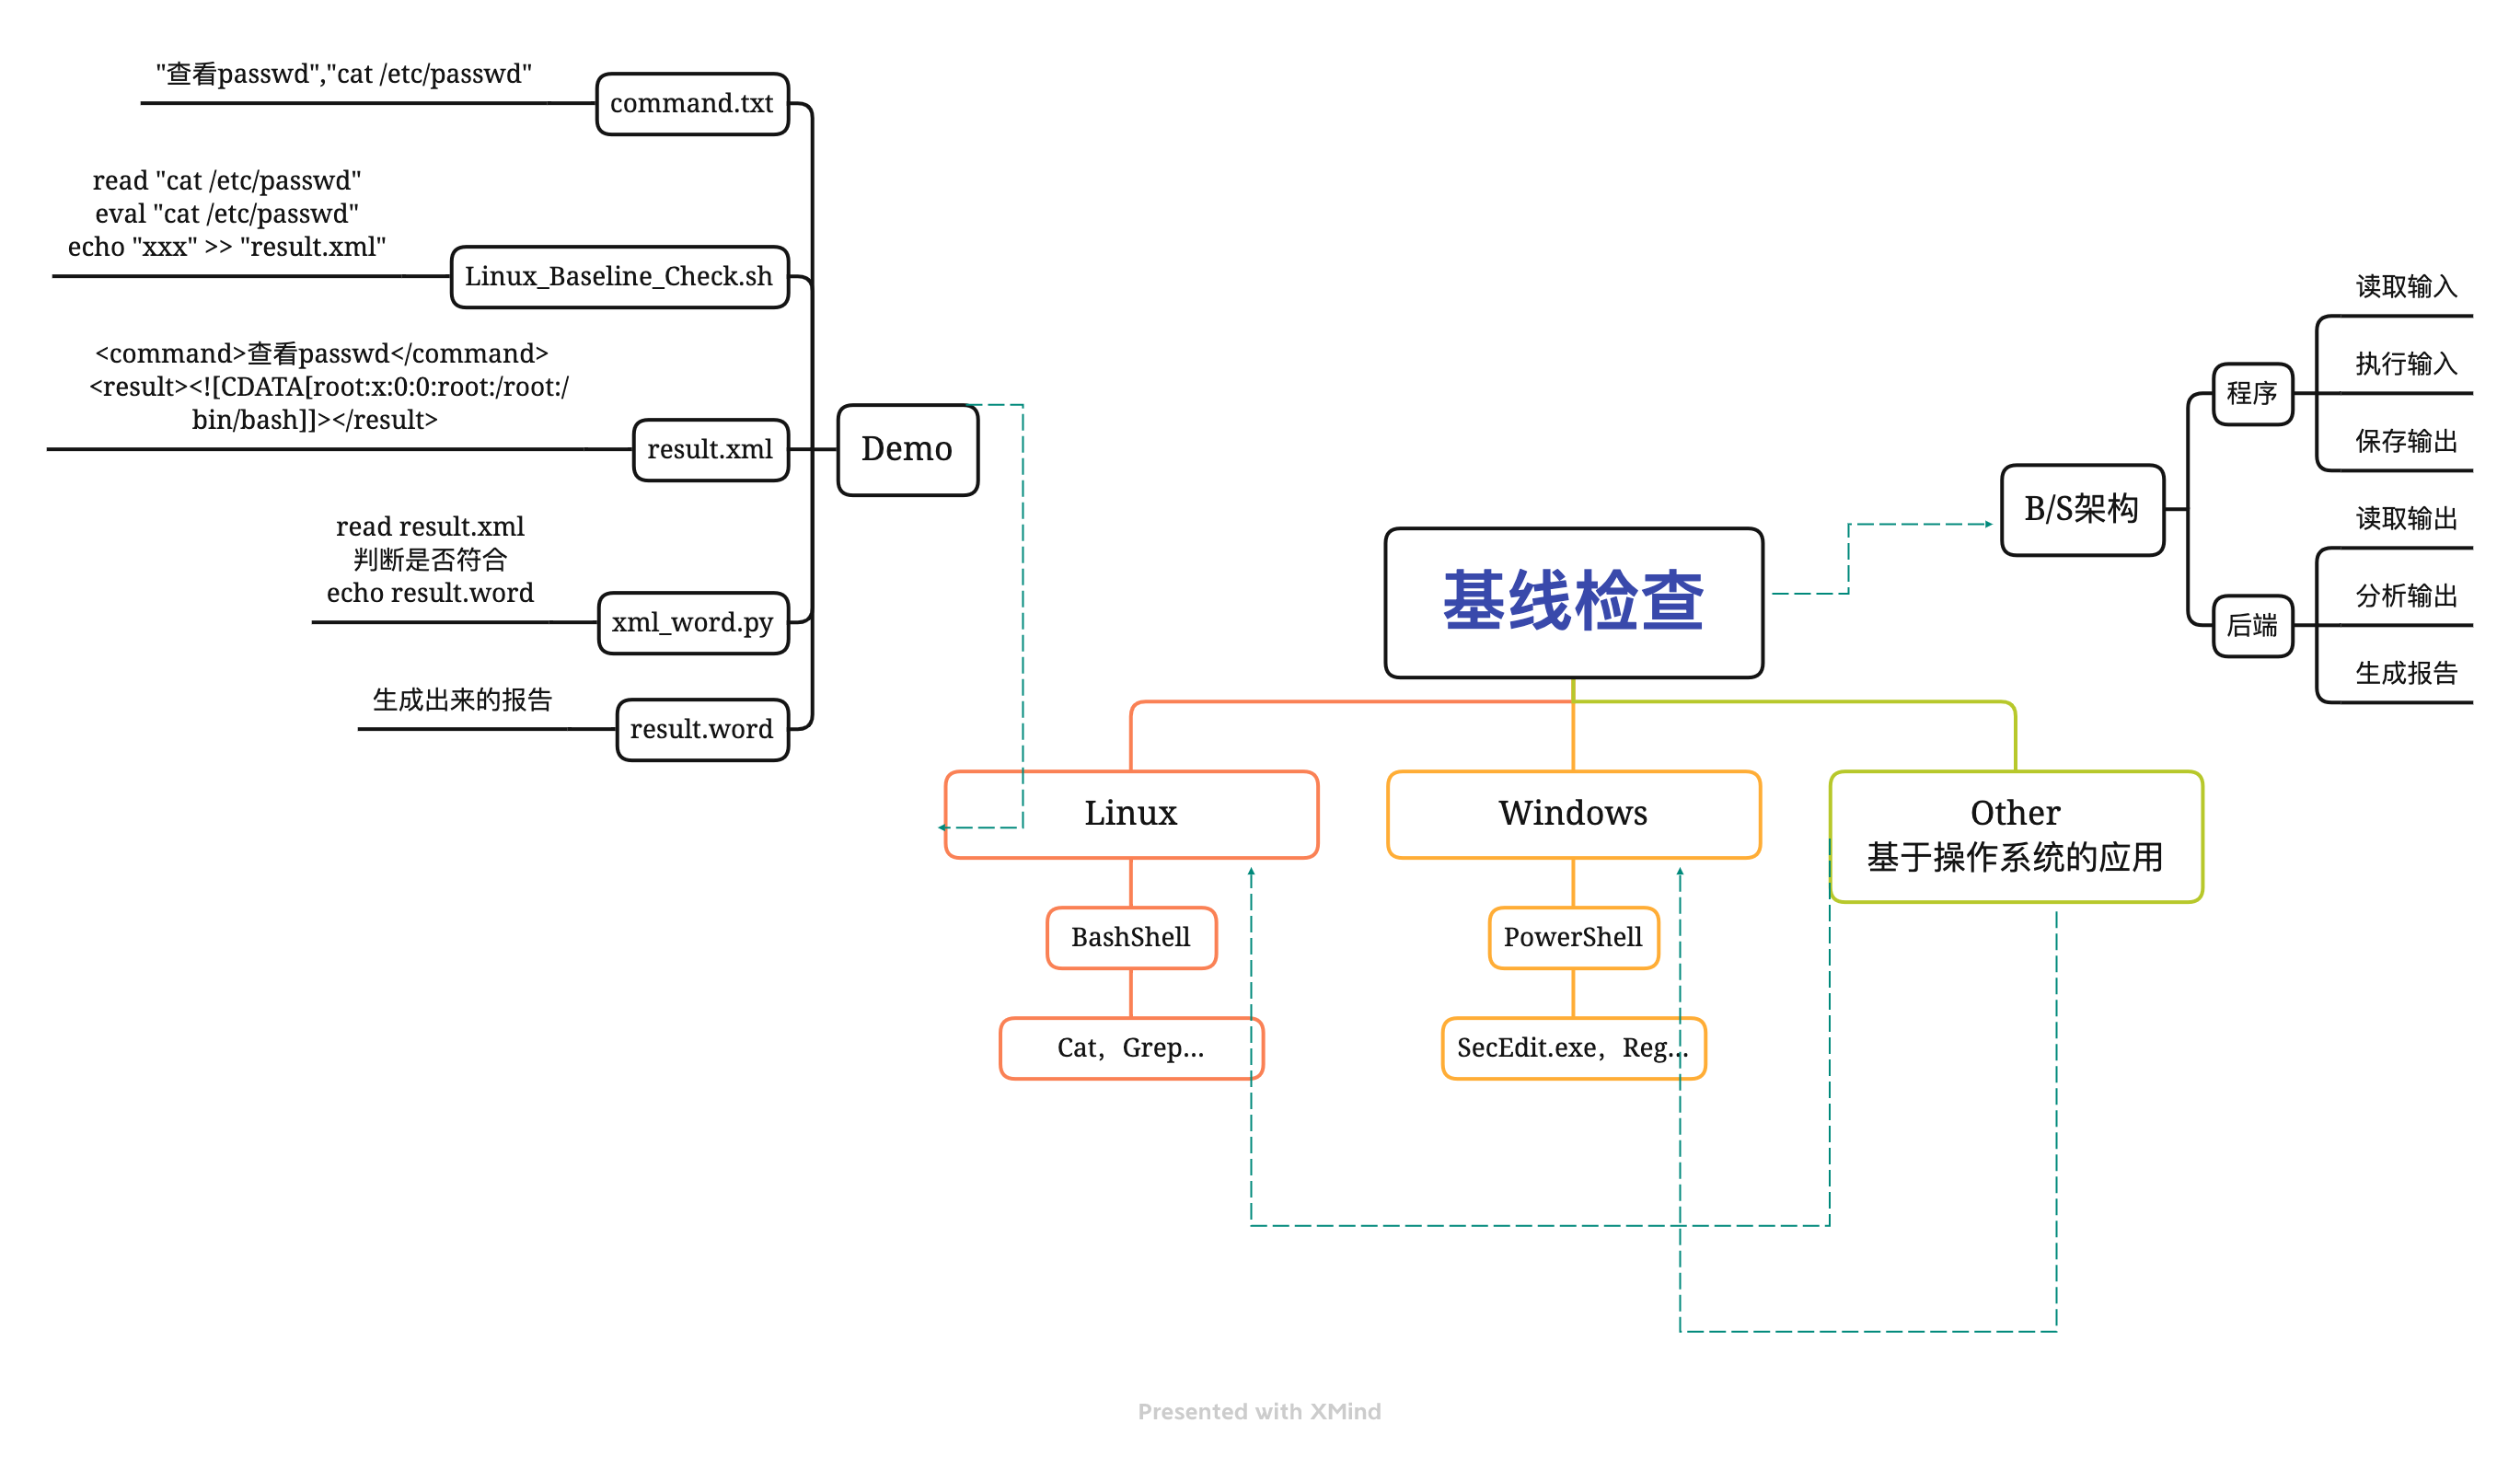 "查看passwd","cat /etc/passwd"
command.txt
read "cat /etc/passwd"
eval "cat /etc/passwd"
echo "xxx" >> "result.xml"
Linux_Baseline_Check.sh
<command>查看passwd</command>
<result><![CDATA[root:x:0:0:root:/root:/
bin/bash]]></result>
result.xml
read result.xml
判断是否符合
echo result.word
xml_word.py
生成出来的报告
result.word
Demo
基线检查
B/S架构
程序
读取输入
执行输入
保存输出
后端
读取输出
分析输出
生成报告
Linux
BashShell
Cat，Grep...
Windows
PowerShell
SecEdit.exe，Reg...
Other
基于操作系统的应用
Presented with XMind